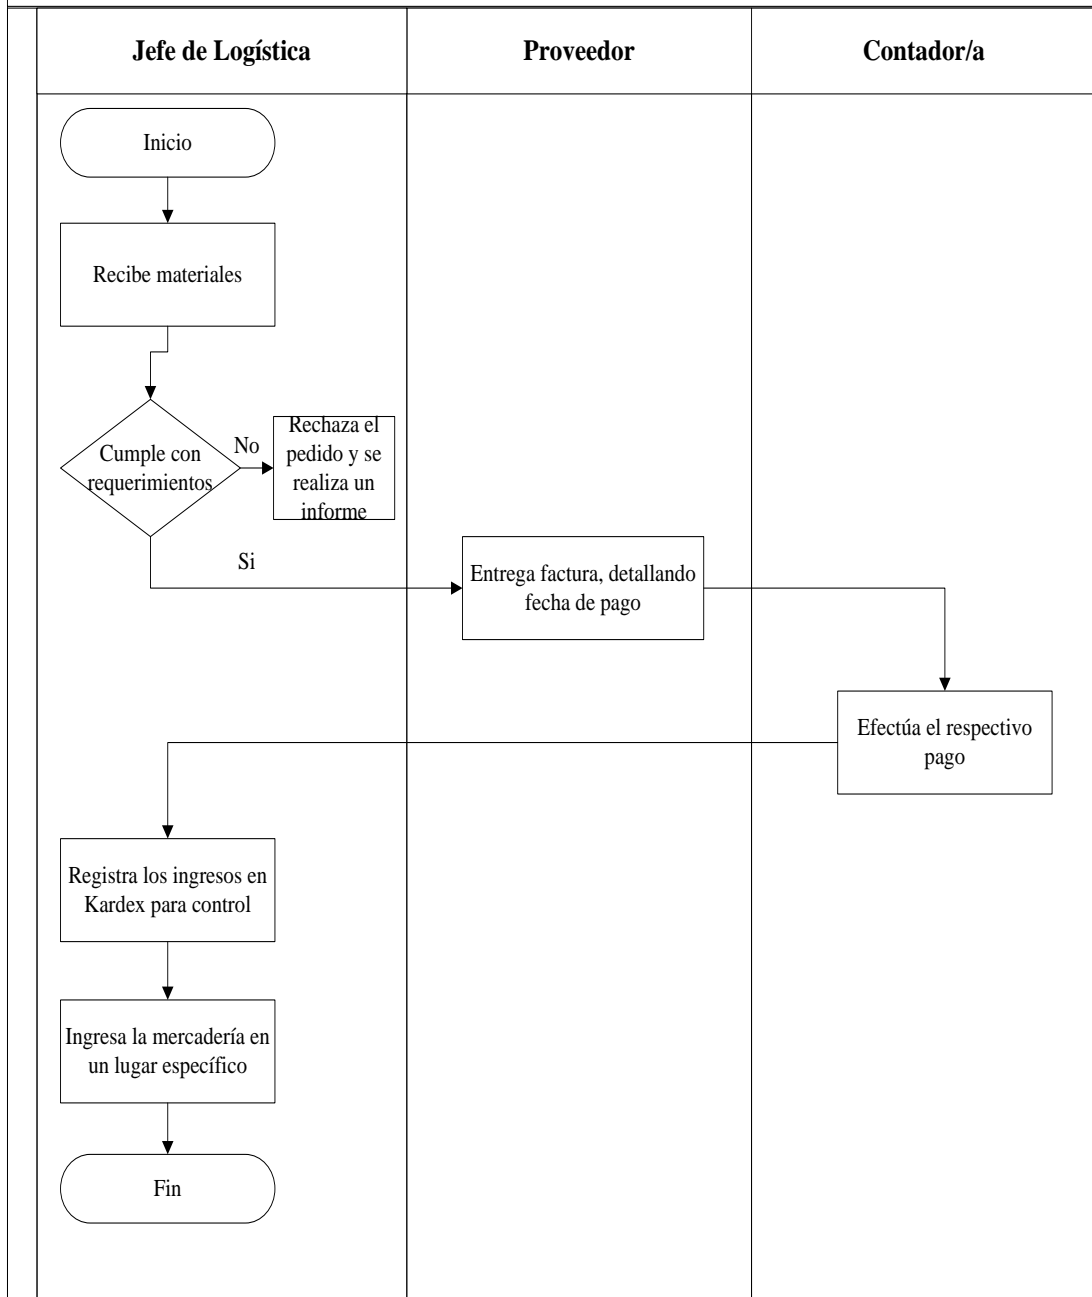 Jefe de Logística
Proveedor
Contador/a
Inicio
Recibe materiales
Cumple con
requerimientos
No
Rechaza el
pedido y se
realiza un
informe
Si
Entrega factura, detallando
fecha de pago
Efectúa el respectivo
pago
Registra los ingresos en
Kardex para control
Ingresa la mercadería en
un lugar específico
Fin